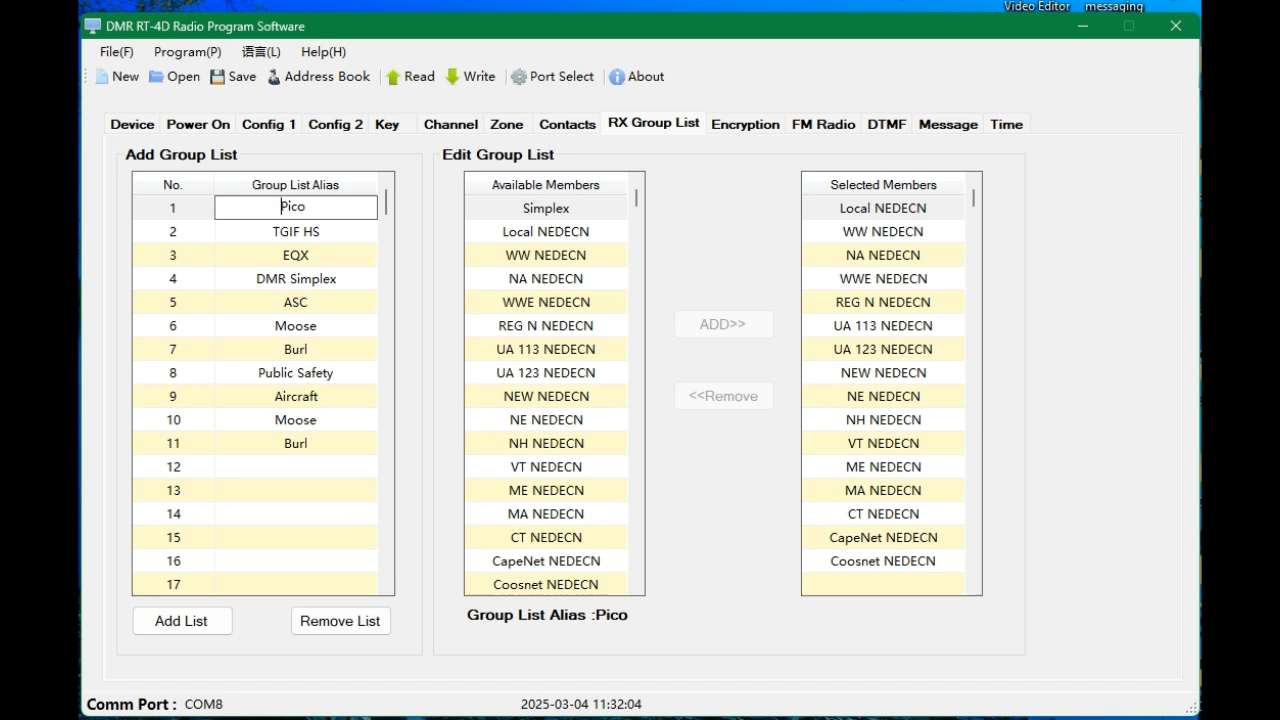 Video Editor messaging
DMR RT-4D Radio Program Software
File(F) Program(P) 语言(L) Help(H)
New Open Save Address Book Read Write Port Select About
Device Power On Config 1 Config 2 Key Channel Zone Contacts RX Group List Encryption FM Radio DTMF Message Time
Add Group List
No. Group List Alias
1 Pico
2 TGIF HS
3 EQX
4 DMR Simplex
5 ASC
6 Moose
7 Burl
8 Public Safety
9 Aircraft
10 Moose
11 Burl
12
13
14
15
16
17
Add List Remove List
Edit Group List
Available Members
Simplex
Local NEDECN
WW NEDECN
NA NEDECN
WWE NEDECN
REG N NEDECN
UA 113 NEDECN
UA 123 NEDECN
NEW NEDECN
NE NEDECN
NH NEDECN
VT NEDECN
ME NEDECN
MA NEDECN
CT NEDECN
CapeNet NEDECN
Coosnet NEDECN
ADD>>
<<Remove
Selected Members
Local NEDECN
WW NEDECN
NA NEDECN
WWE NEDECN
REG N NEDECN
UA 113 NEDECN
UA 123 NEDECN
NEW NEDECN
NE NEDECN
NH NEDECN
VT NEDECN
ME NEDECN
MA NEDECN
CT NEDECN
CapeNet NEDECN
Coosnet NEDECN
Group List Alias :Pico
Comm Port : COM8 2025-03-04 11:32:04